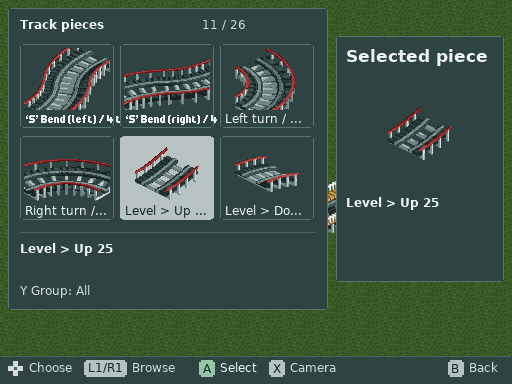 Track pieces 11 / 26
Selected piece
'S' Bend (left) / 4 t
'S' Bend (right) / 4
Left turn / ...
Right turn /...
Level > Up ...
Level > Do...
Level > Up 25
Level > Up 25
Y Group: All
Choose L1/R1 Browse A Select X Camera B Back